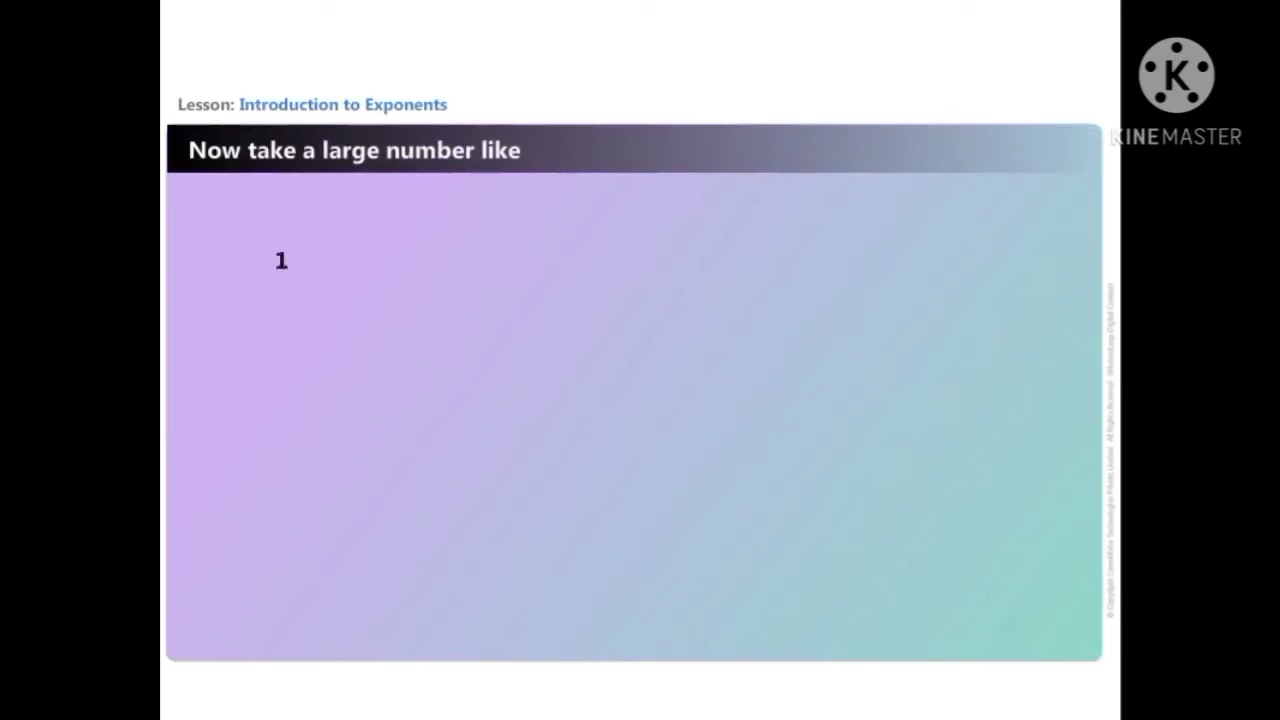 Lesson: Introduction to Exponents
Now take a large number like
1
K
KINEMASTER